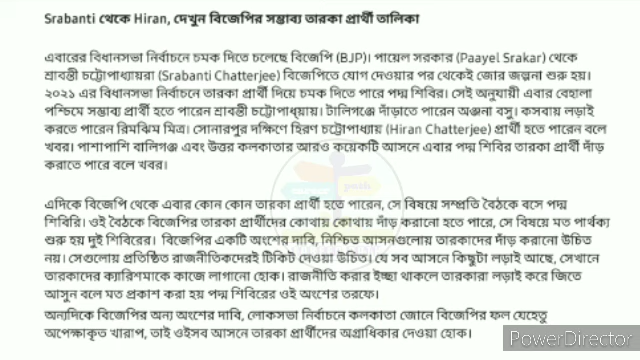 Srabanti থেকে Hiran, দেখুন বিজেপির সম্ভাব্য তারকা প্রার্থী তালিকা
এবারের বিধানসভা নির্বাচনে চমক দিতে চলেছে বিজেপি (BJP)। পায়েল সরকার (Paayel Srakar) থেকে
শ্রাবন্তী চট্টোপাধ্যায়রা (Srabanti Chatterjee) বিজেপিতে যোগ দেওয়ার পর থেকেই জোর জল্পনা শুরু হয়।
২০২১ এর বিধানসভা নির্বাচনে তারকা প্রার্থী দিয়ে চমক দিতে পারে পদ্ম শিবির। সেই অনুযায়ী এবার বেহালা
পশ্চিমে সম্ভাব্য প্রার্থী হতে পারেন শ্রাবন্তী চট্টোপাধ্যায়। টালিগঞ্জে দাঁড়াতে পারেন অঞ্জনা বসু। কসবায় লড়াই
করতে পারেন রিমঝিম মিত্র। সোনারপুর দক্ষিণে হিরণ চট্টোপাধ্যায় (Hiran Chatterjee) প্রার্থী হতে পারেন বলে
খবর। পাশাপাশি বালিগঞ্জ এবং উত্তর কলকাতার আরও কয়েকটি আসনে এবার পদ্ম শিবির তারকা প্রার্থী দাঁড়
করাতে পারে বলে খবর।
এদিকে বিজেপি থেকে এবার কোন কোন তারকা প্রার্থী হতে পারেন, সে বিষয়ে সম্প্রতি বৈঠকে বসে পদ্ম
শিবিরি। ওই বৈঠকে বিজেপির তারকা প্রার্থীদের কোথায় কোথায় দাঁড় করানো হতে পারে, সে বিষয়ে মত পার্থক্য
শুরু হয় দুই শিবিরের। বিজেপির একটি অংশের দাবি, নিশ্চিত আসনগুলোয় তারকাদের দাঁড় করানো উচিত
নয়। সেগুলোয় প্রতিষ্ঠিত রাজনীতিকদেরই টিকিট দেওয়া উচিত। যে সব আসনে কিছুটা লড়াই আছে, সেখানে
তারকাদের ক্যারিশমাকে কাজে লাগানো হোক। রাজনীতি করার ইচ্ছা থাকলে তারকারা লড়াই করে জিতে
আসুন বলে মত প্রকাশ করা হয় পদ্ম শিবিরের ওই অংশের তরফে।
অন্যদিকে বিজেপির অন্য অংশের দাবি, লোকসভা নির্বাচনে কলকাতা জোনে বিজেপির ফল যেহেতু
অপেক্ষাকৃত খারাপ, তাই ওইসব আসনে তারকা প্রার্থীদের অগ্রাধিকার দেওয়া হোক।
PowerDirector